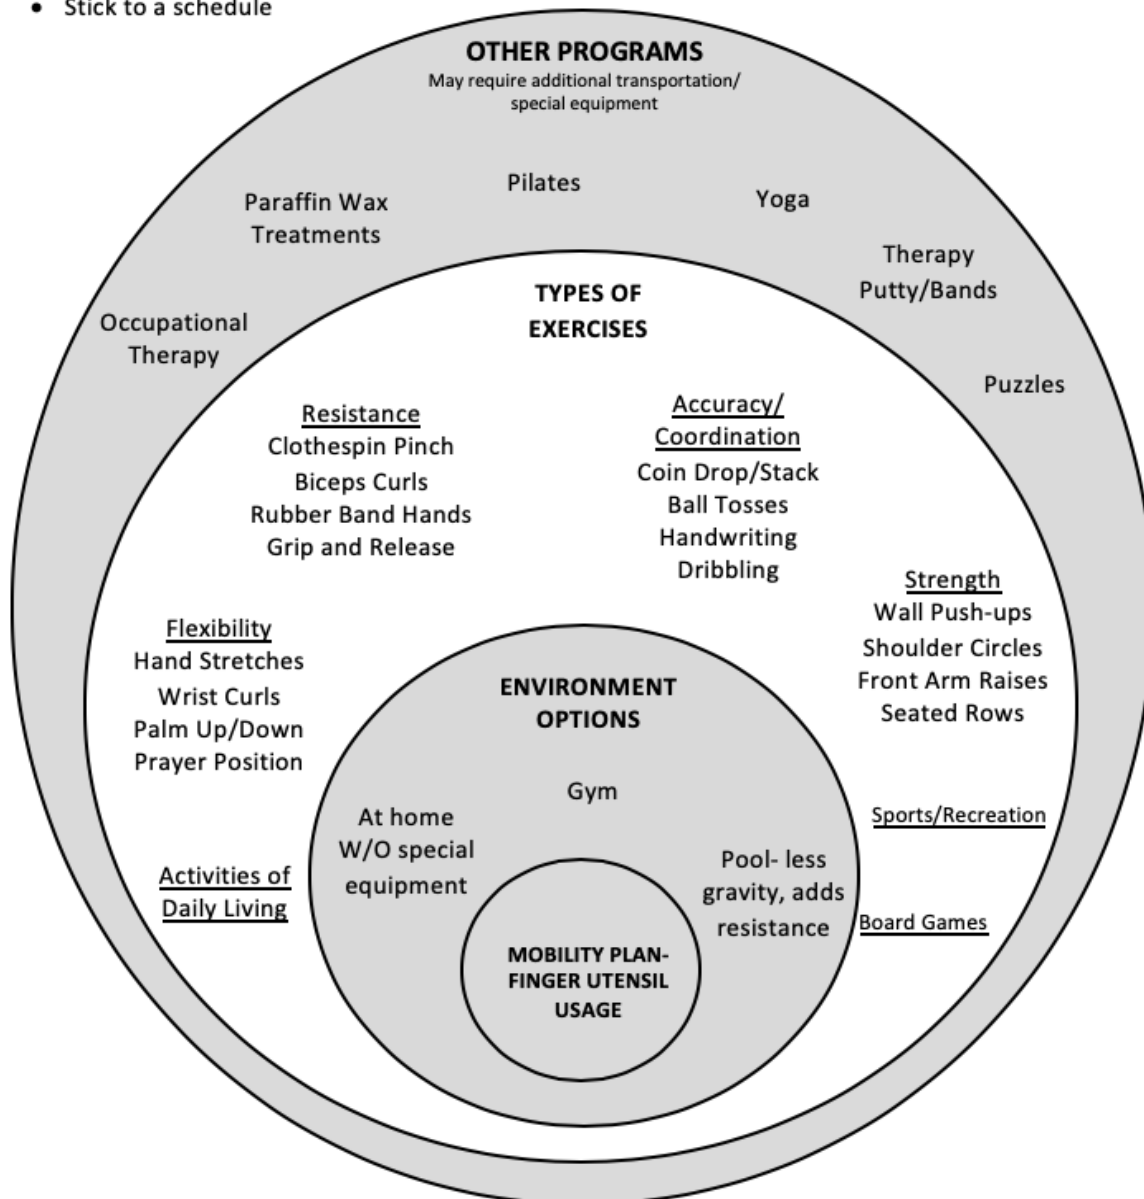 • Stick to a schedule
OTHER PROGRAMS
May require additional transportation/
special equipment
Pilates
Yoga
Paraffin Wax
Treatments
Therapy
Putty/Bands
Occupational
Therapy
Puzzles
TYPES OF
EXERCISES
Resistance
Clothespin Pinch
Biceps Curls
Rubber Band Hands
Grip and Release
Accuracy/
Coordination
Coin Drop/Stack
Ball Tosses
Handwriting
Dribbling
Strength
Wall Push-ups
Shoulder Circles
Front Arm Raises
Seated Rows
Flexibility
Hand Stretches
Wrist Curls
Palm Up/Down
Prayer Position
Sports/Recreation
Activities of
Daily Living
Board Games
ENVIRONMENT
OPTIONS
Gym
At home
W/O special
equipment
Pool- less
gravity, adds
resistance
MOBILITY PLAN-
FINGER UTENSIL
USAGE